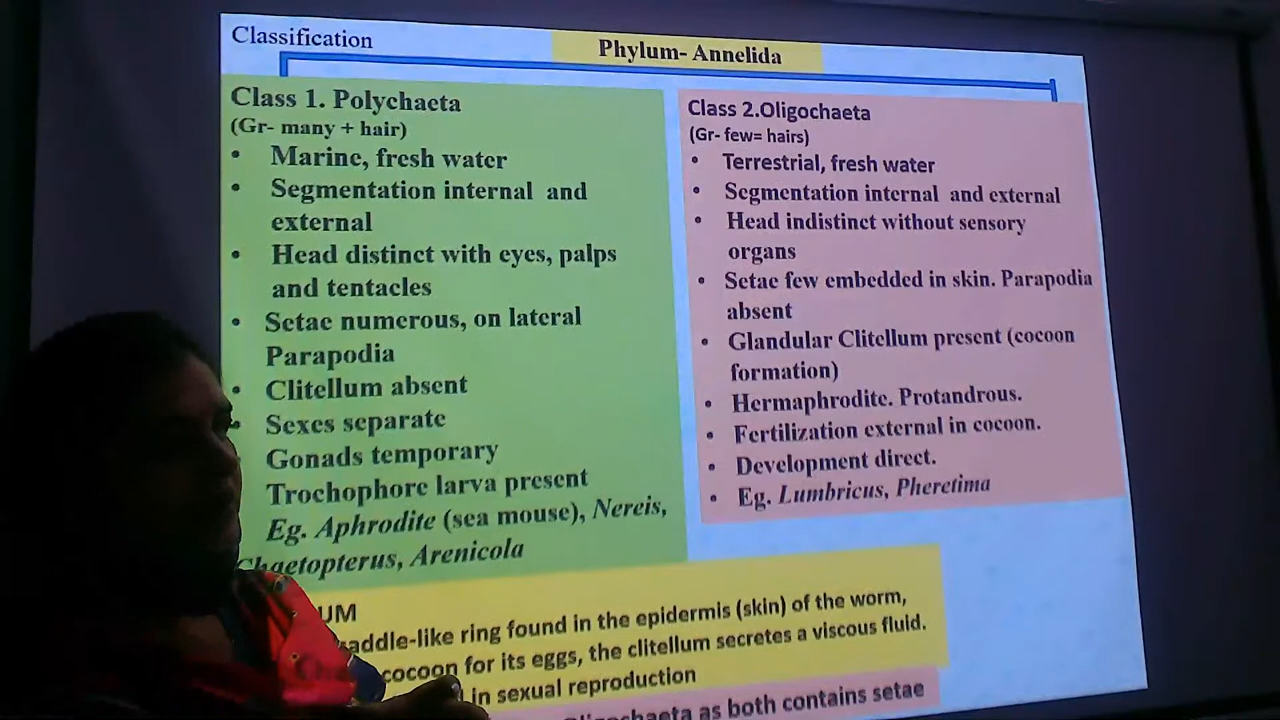 Classification
Phylum- Annelida
Class 1. Polychaeta
(Gr- many + hair)
• Marine, fresh water
• Segmentation internal and
external
• Head distinct with eyes, palps
and tentacles
• Setae numerous, on lateral
Parapodia
• Clitellum absent
• Sexes separate
Gonads temporary
Trochophore larva present
Eg. Aphrodite (sea mouse), Nereis,
Chaetopterus, Arenicola
Class 2.Oligochaeta
(Gr- few= hairs)
• Terrestrial, fresh water
• Segmentation internal and external
• Head indistinct without sensory
organs
• Setae few embedded in skin. Parapodia
absent
• Glandular Clitellum present (cocoon
formation)
• Hermaphrodite. Protandrous.
• Fertilization external in cocoon.
• Development direct.
• Eg. Lumbricus, Pheretima
UM
saddle-like ring found in the epidermis (skin) of the worm,
cocoon for its eggs, the clitellum secretes a viscous fluid.
in sexual reproduction
as both contains setae